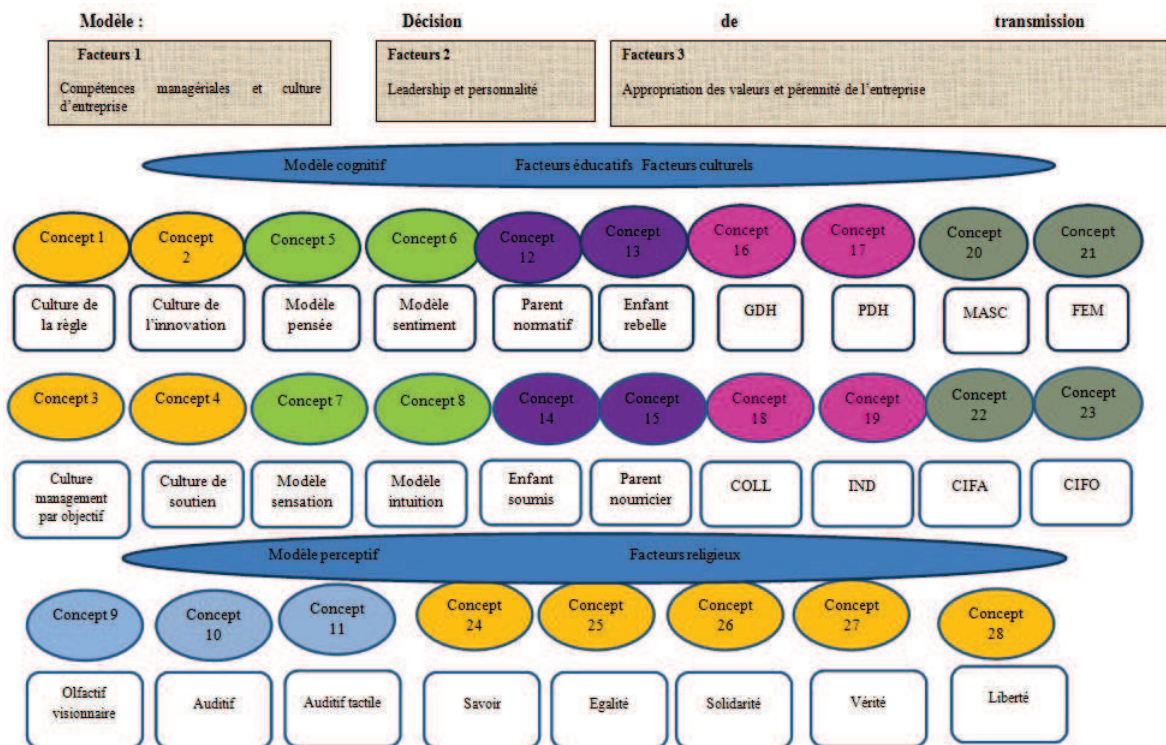 Modèle : Décision de transmission
Facteurs 1
Compétences managériales et culture
d'entreprise
Facteurs 2
Leadership et personnalité
Facteurs 3
Appropriation des valeurs et pérennité de l'entreprise
Modèle cognitif Facteurs éducatifs Facteurs culturels
Concept 1
Concept
2
Concept 5
Concept 6
Concept
12
Concept
13
Concept
16
Concept
17
Concept
20
Concept
21
Culture de
la règle
Culture de
l'innovation
Modèle
pensée
Modèle
sentiment
Parent
normatif
Enfant
rebelle
GDH
PDH
MASC
FEM
Concept 3
Concept 4
Concept 7
Concept 8
Concept
14
Concept
15
Concept
18
Concept
19
Concept
22
Concept
23
Culture
management
par objectif
Culture de
soutien
Modèle
sensation
Modèle
intuition
Enfant
soumis
Parent
nourricier
COLL
IND
CIFA
CIFO
Modèle perceptif Facteurs religieux
Concept 9
Concept
10
Concept
11
Concept
24
Concept
25
Concept
26
Concept
27
Concept
28
Olfactif
visionnaire
Auditif
Auditif tactile
Savoir
Egalité
Solidarité
Vérité
Liberté